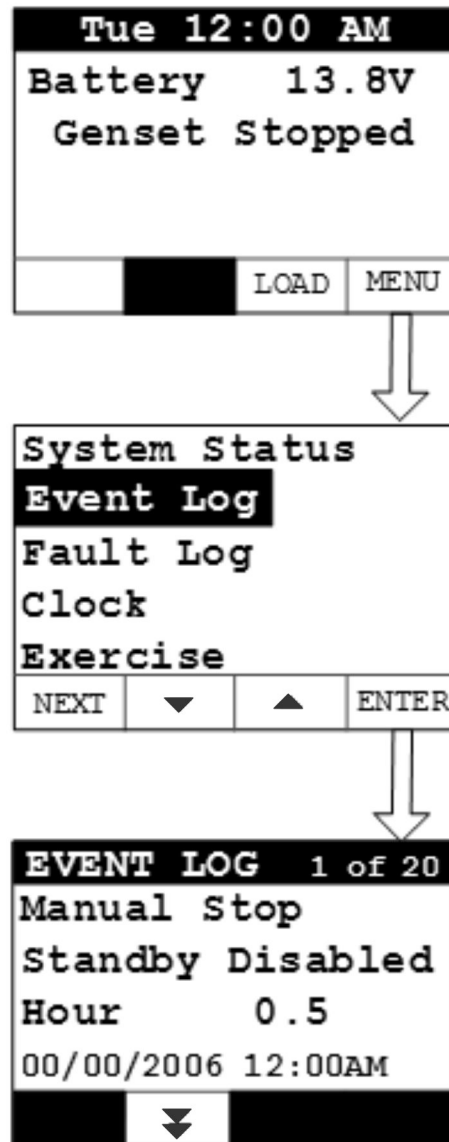 Tue 12:00 AM
Battery 13.8V
Genset Stopped
LOAD MENU
System Status
Event Log
Fault Log
Clock
Exercise
NEXT ▼ ▲ ENTER
EVENT LOG 1 of 20
Manual Stop
Standby Disabled
Hour 0.5
00/00/2006 12:00AM